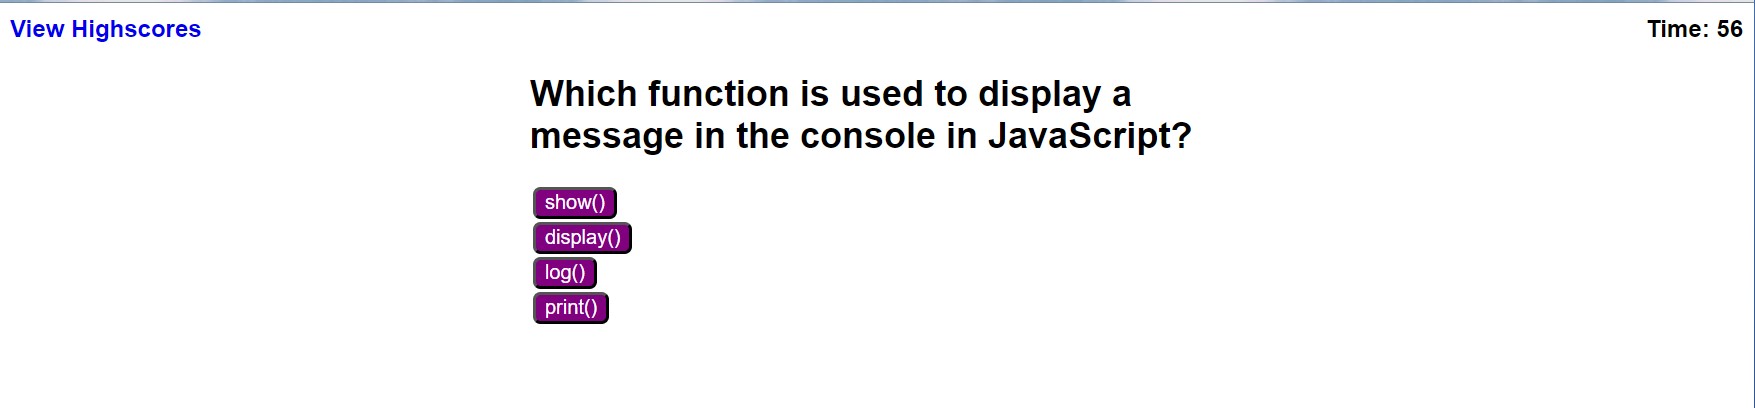 View Highscores
Time: 56
Which function is used to display a
message in the console in JavaScript?
show()
display()
log()
print()